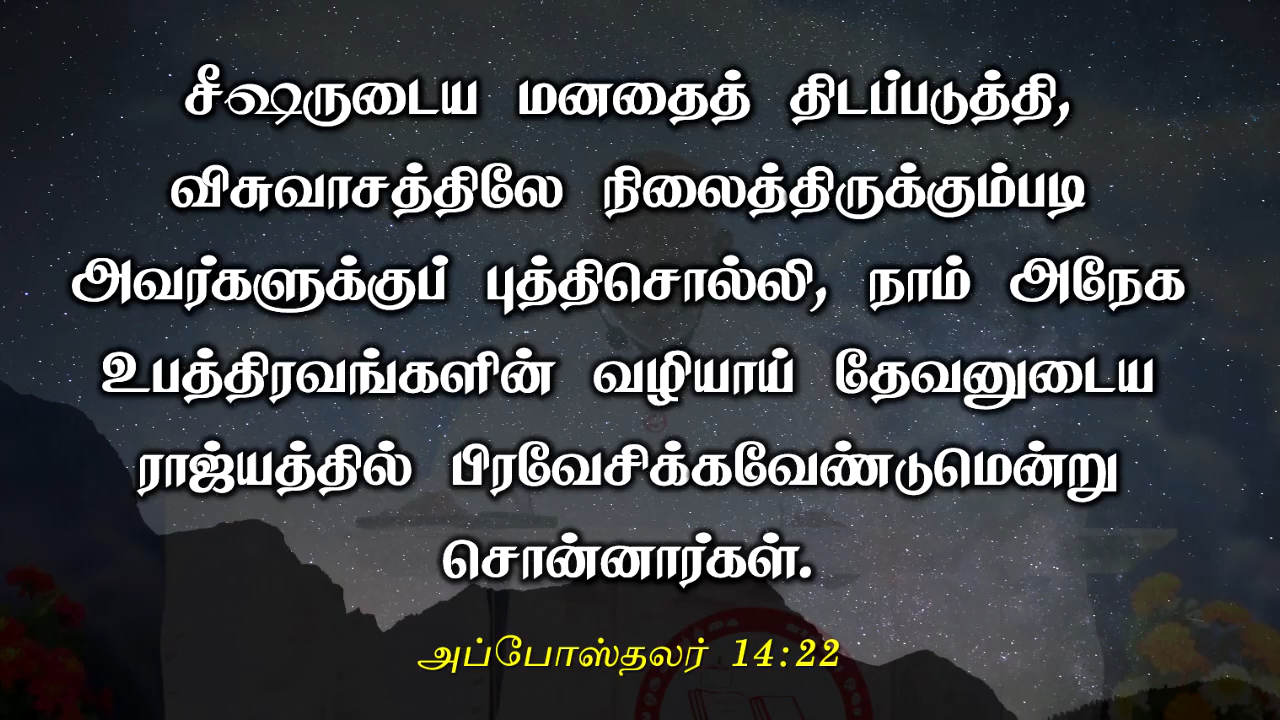 சீஷருடைய மனதைத் திடப்படுத்தி,
விசுவாசத்திலே நிலைத்திருக்கும்படி
அவர்களுக்குப் புத்திசொல்லி, நாம் அநேக
உபத்திரவங்களின் வழியாய் தேவனுடைய
ராஜ்யத்தில் பிரவேசிக்கவேண்டுமென்று
சொன்னார்கள்.
அப்போஸ்தலர் 14:22